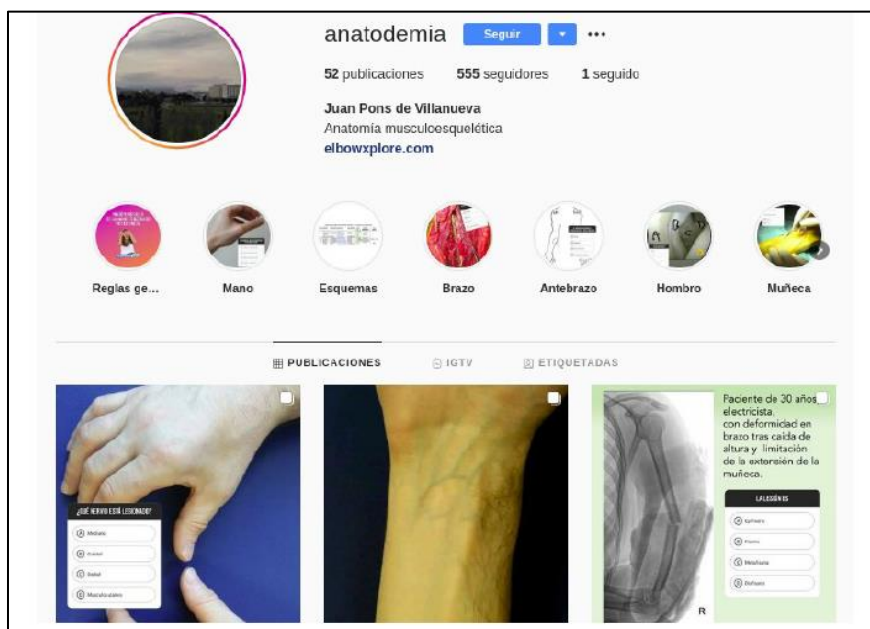 anatodemia Seguir
52 publicaciones 555 seguidores 1 seguido
Juan Pons de Villanueva
Anatomía musculoesquelética
elbowxplore.com
Reglas ge... Mano Esquemas Brazo Antebrazo Hombro Muñeca
PUBLICACIONES IGTV ETIQUETADAS
¿QUÉ NERVIO ESTÁ LESIONADO?
A Mediano
C Radial
D Musculocutáneo
Paciente de 30 años,
electricista,
con deformidad en
brazo tras caída de
altura y limitación
de la extensión de la
muñeca.
LA LESIÓN ES
R